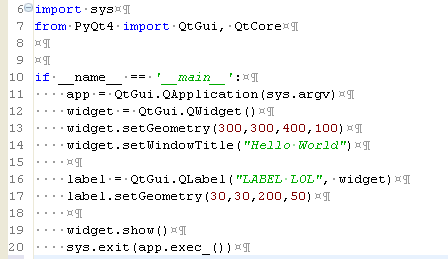 6 import·sys¤¶
7 from·PyQt4··import·QtGui,·QtCore¤¶
8 ¤¶
9 ¤¶
10 if·__name__·==·'__main__':¤¶
11 ····app·=·QtGui.QApplication(sys.argv)¤¶
12 ····widget·=·QtGui.QWidget()¤¶
13 ····widget.setGeometry(300,300,400,100)¤¶
14 ····widget.setWindowTitle("Hello·World")¤¶
15 ····¤¶
16 ····label·=·QtGui.QLabel("LABEL·LOL",·widget)¤¶
17 ····label.setGeometry(30,30,200,50)¤¶
18 ····¤¶
19 ····widget.show()¤¶
20 ····sys.exit(app.exec_())¤¶